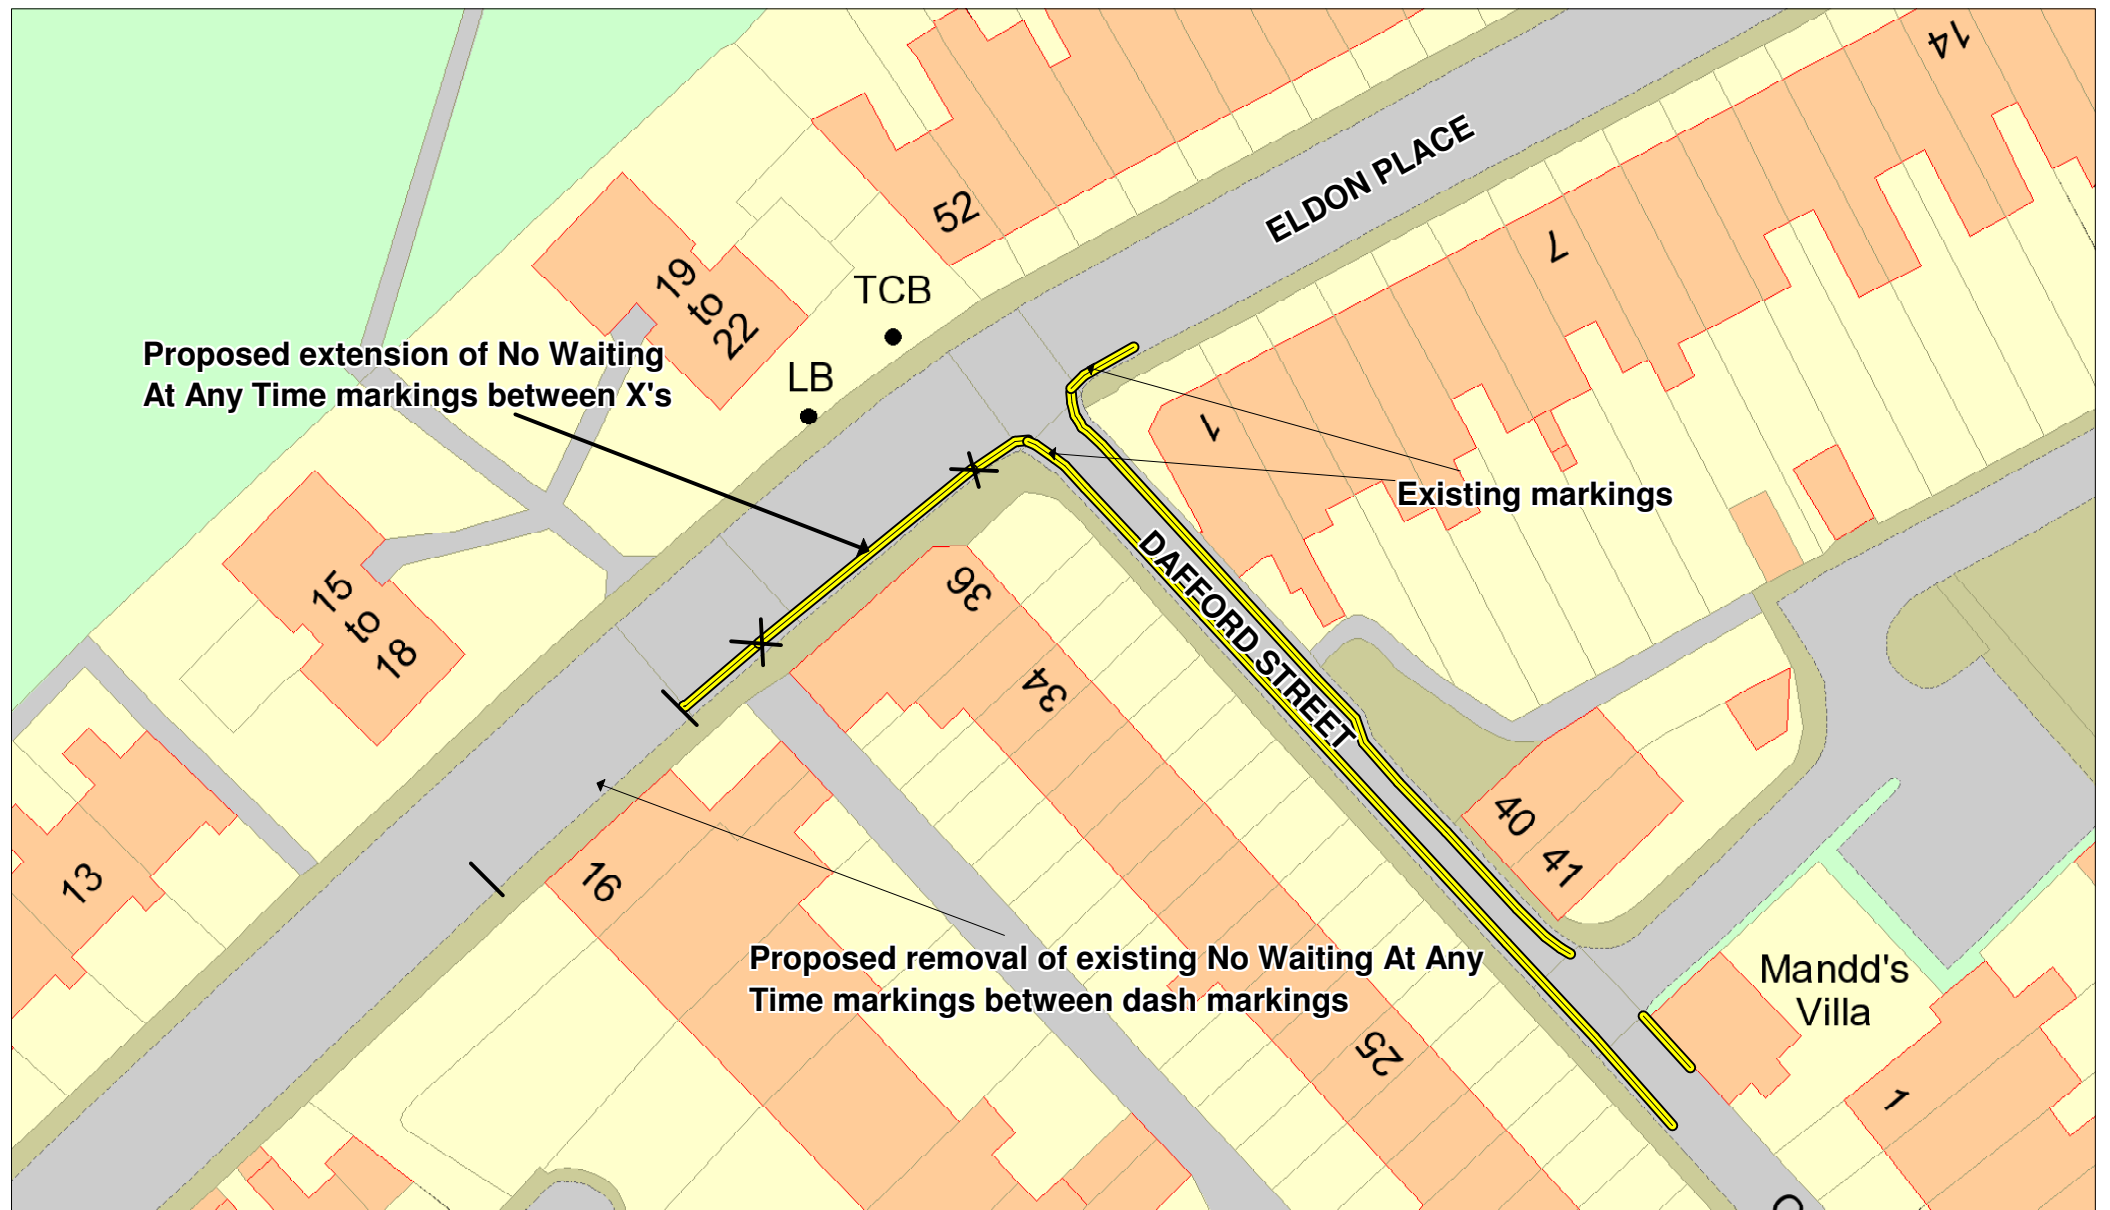 14
ELDON PLACE
52
7
19
to
22
TCB
LB
Proposed extension of No Waiting
At Any Time markings between X's
1
Existing markings
DAFFORD STREET
36
15
to
18
34
40
41
13
16
Proposed removal of existing No Waiting At Any
Time markings between dash markings
Mandd's
Villa
25
1